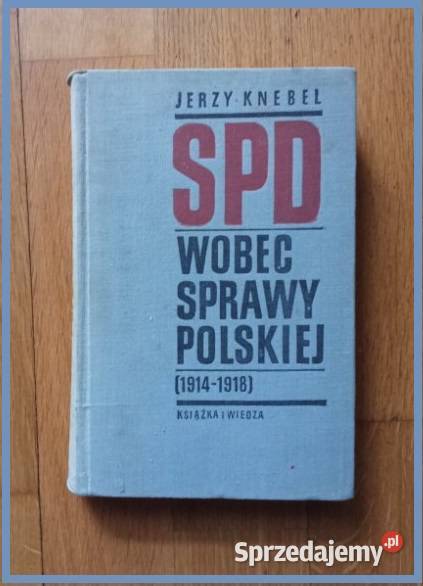 JERZY KNEBEL
SPD
WOBEC
SPRAWY
POLSKIEJ
(1914-1918)
KSIĄŻKA I WIEDZA
Sprzedajemy.pl